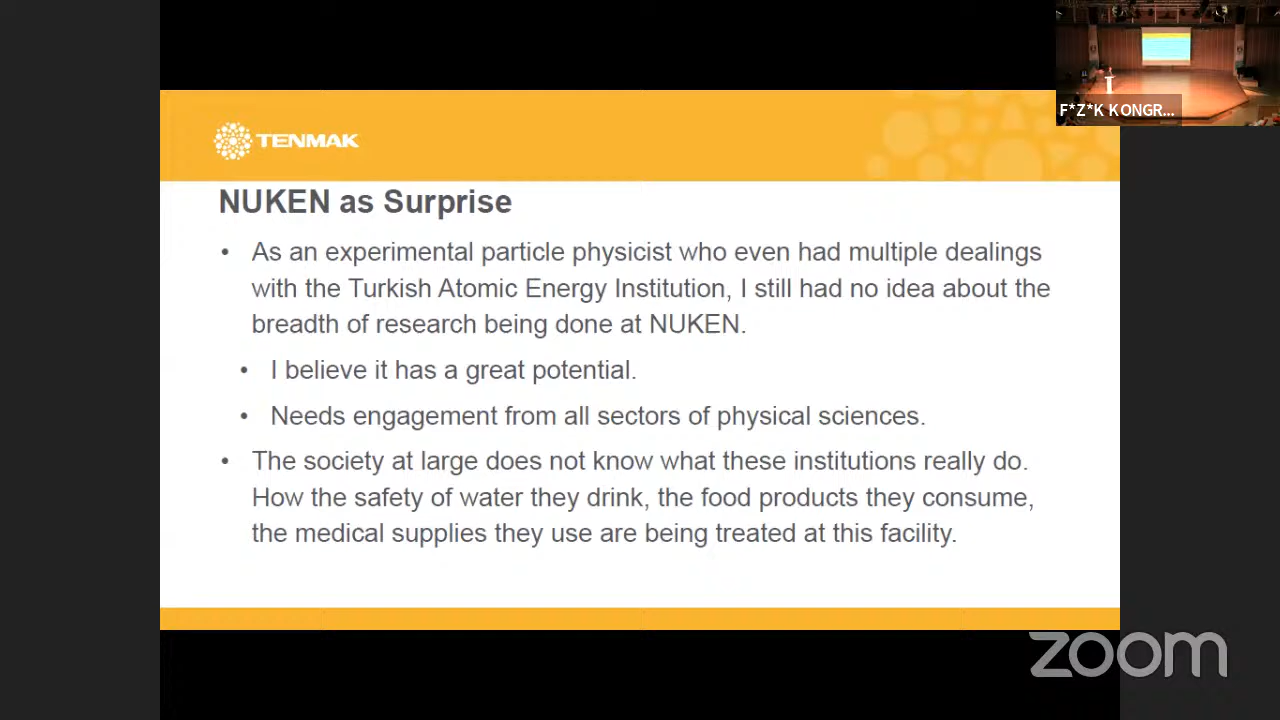 F*Z*K KONGR...
TENMAK
NUKEN as Surprise
• As an experimental particle physicist who even had multiple dealings
with the Turkish Atomic Energy Institution, I still had no idea about the
breadth of research being done at NUKEN.
• I believe it has a great potential.
• Needs engagement from all sectors of physical sciences.
• The society at large does not know what these institutions really do.
How the safety of water they drink, the food products they consume,
the medical supplies they use are being treated at this facility.
zoom